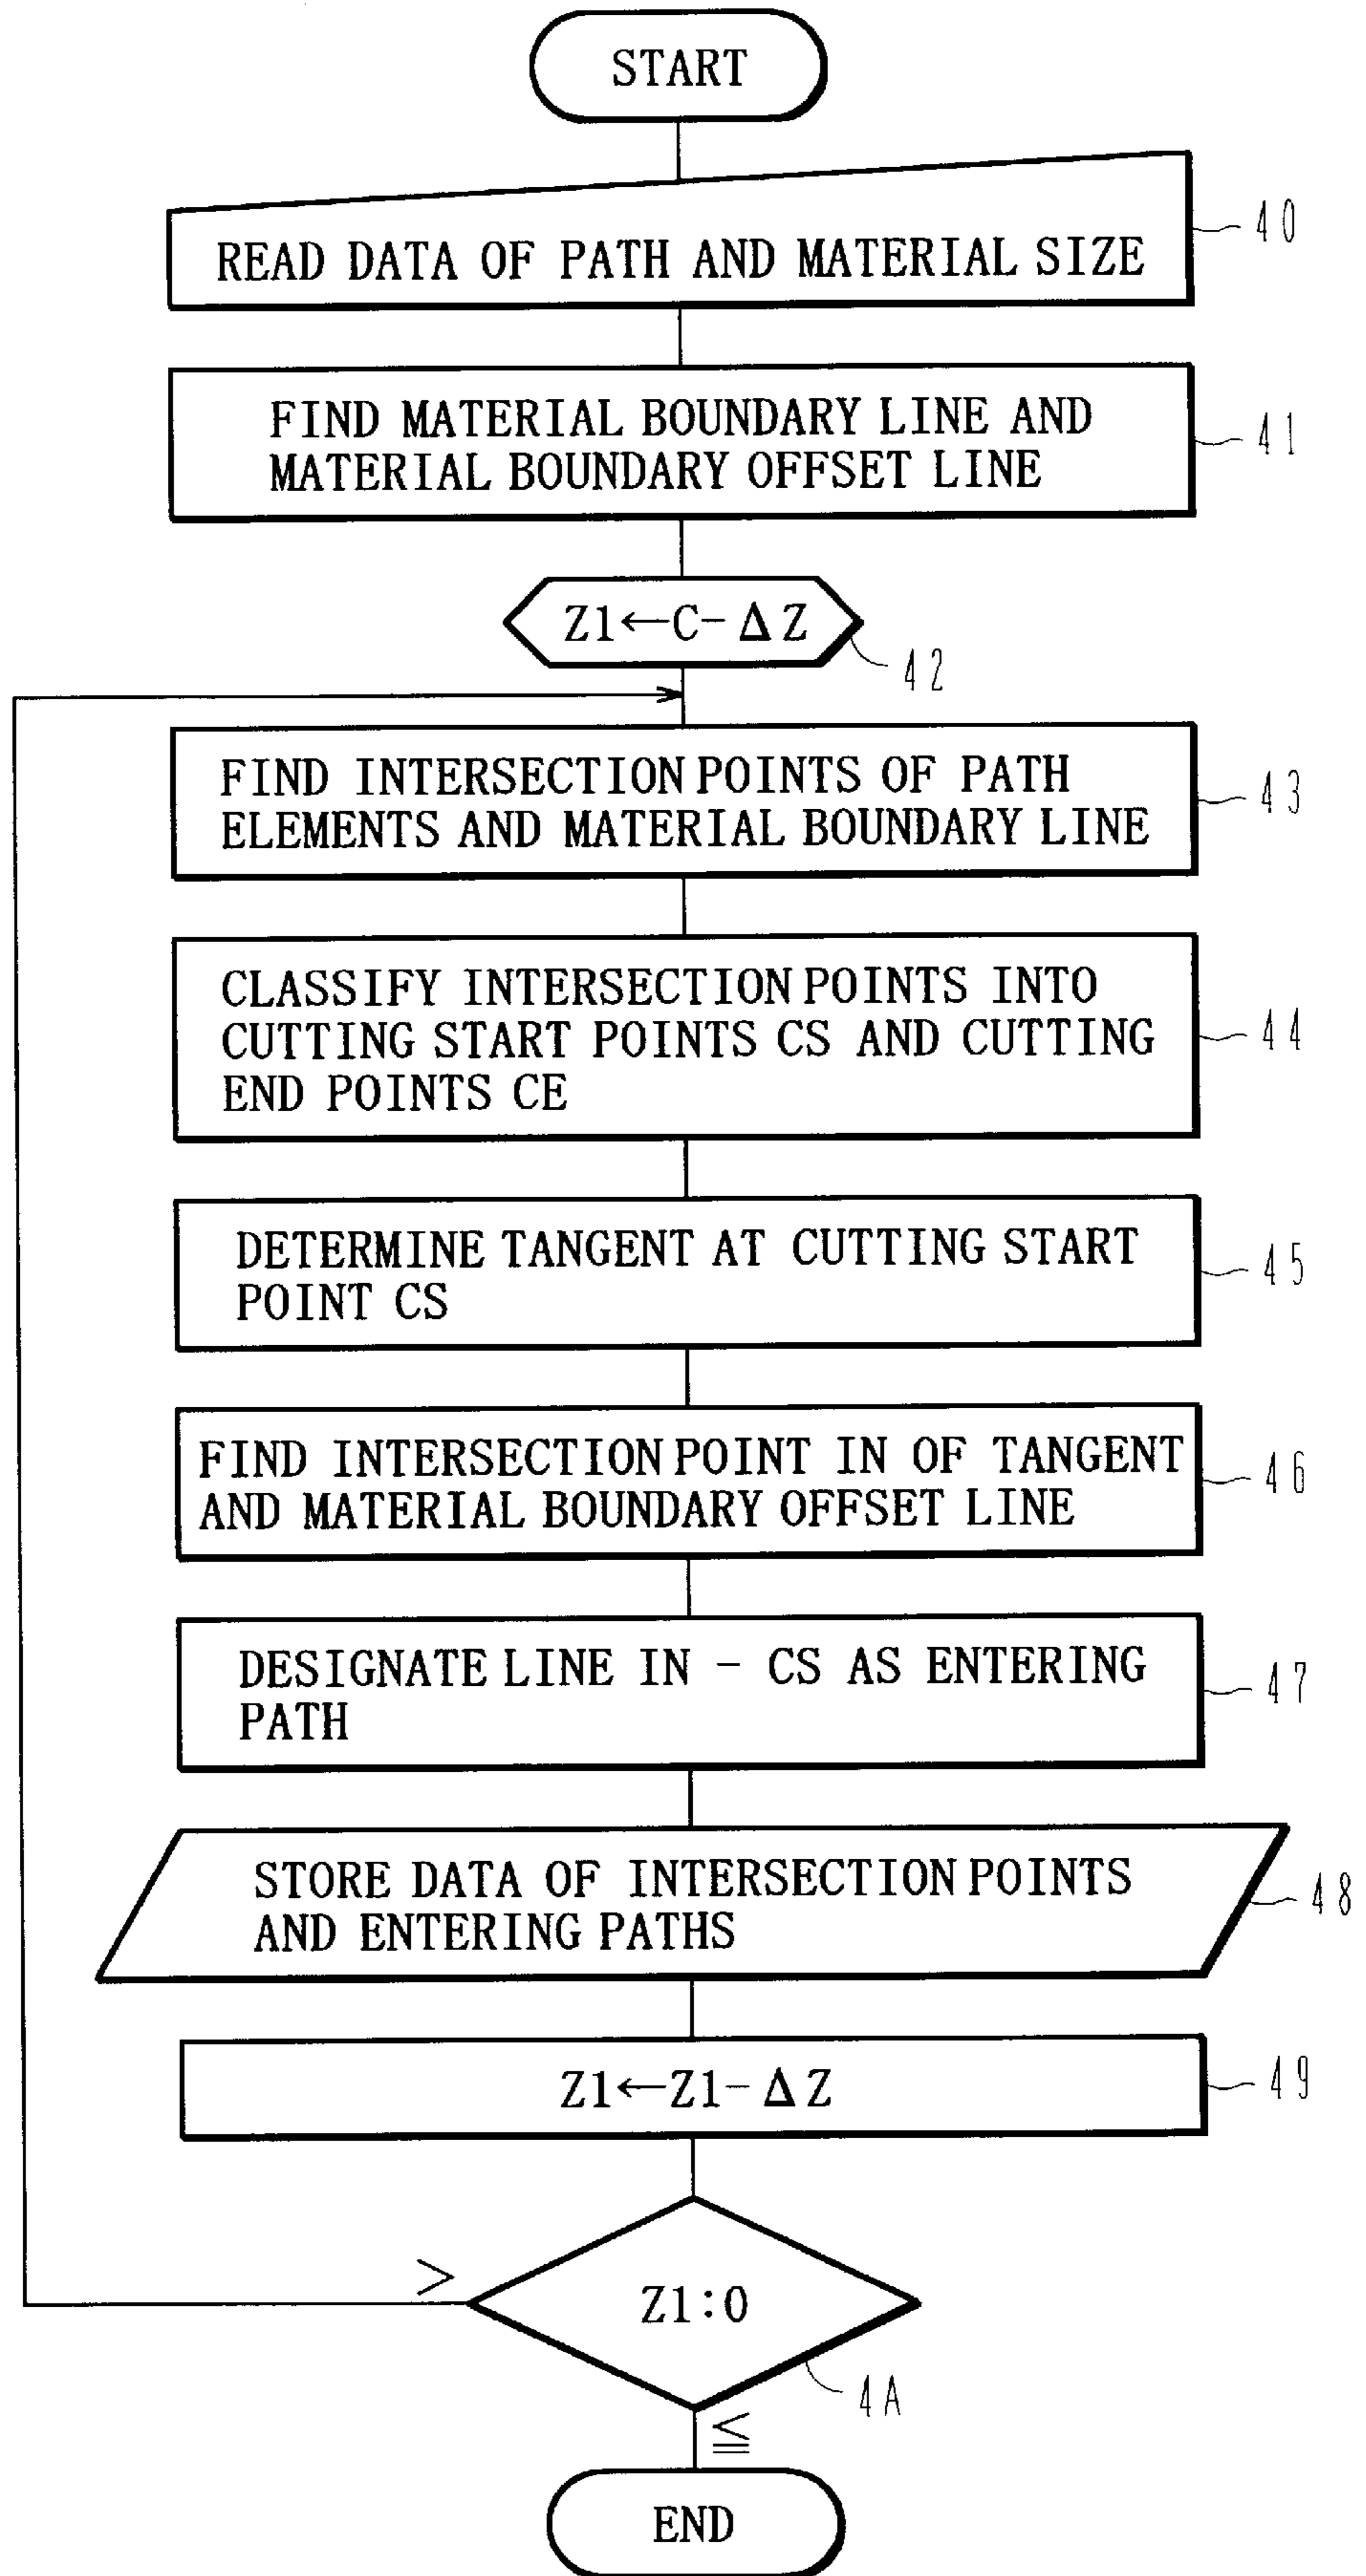 START
READ DATA OF PATH AND MATERIAL SIZE
40
FIND MATERIAL BOUNDARY LINE AND
MATERIAL BOUNDARY OFFSET LINE
41
Z1←C-ΔZ
42
FIND INTERSECTION POINTS OF PATH
ELEMENTS AND MATERIAL BOUNDARY LINE
43
CLASSIFY INTERSECTION POINTS INTO
CUTTING START POINTS CS AND CUTTING
END POINTS CE
44
DETERMINE TANGENT AT CUTTING START
POINT CS
45
FIND INTERSECTION POINT IN OF TANGENT
AND MATERIAL BOUNDARY OFFSET LINE
46
DESIGNATE LINE IN - CS AS ENTERING
PATH
47
STORE DATA OF INTERSECTION POINTS
AND ENTERING PATHS
48
Z1←Z1-ΔZ
49
>
Z1:0
4A
≦
END